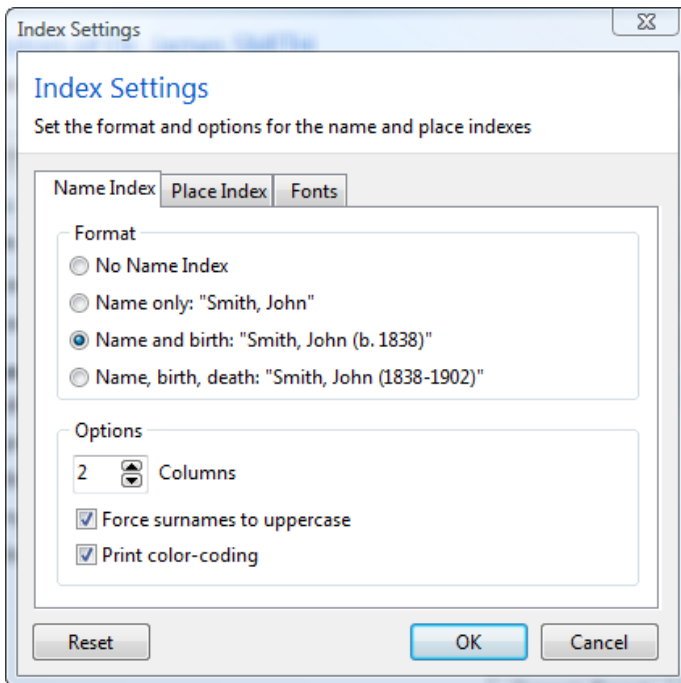 Index Settings
Index Settings
Set the format and options for the name and place indexes
Name Index Place Index Fonts
Format
No Name Index
Name only: "Smith, John"
Name and birth: "Smith, John (b. 1838)"
Name, birth, death: "Smith, John (1838-1902)"
Options
2 Columns
Force surnames to uppercase
Print color-coding
Reset OK Cancel